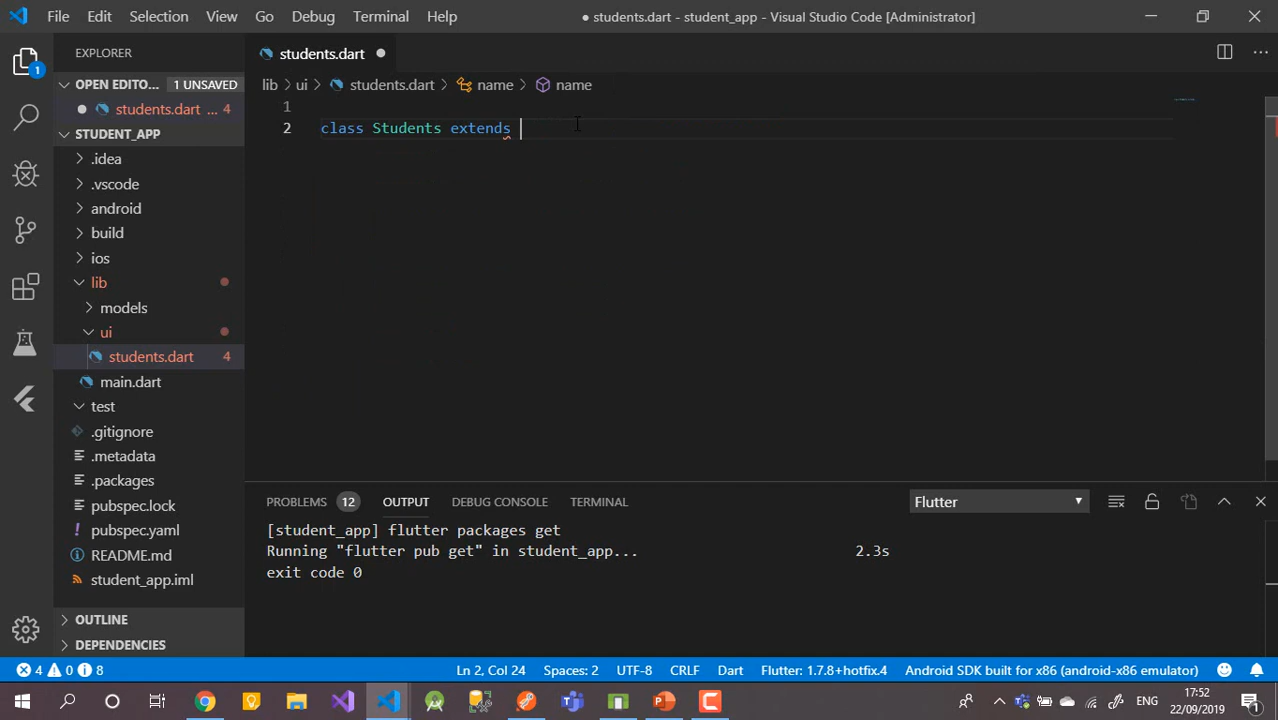 File Edit Selection View Go Debug Terminal Help
● students.dart - student_app - Visual Studio Code [Administrator]
EXPLORER
students.dart ●
OPEN EDITO... 1 UNSAVED
● students.dart ... 4
lib > ui > students.dart > name > name
STUDENT_APP
.idea
.vscode
android
build
ios
lib
models
ui
students.dart 4
main.dart
test
.gitignore
.metadata
.packages
pubspec.lock
pubspec.yaml
README.md
student_app.iml
OUTLINE
DEPENDENCIES
1
1
2 class Students extends
PROBLEMS 12 OUTPUT DEBUG CONSOLE TERMINAL
Flutter
[student_app] flutter packages get
Running "flutter pub get" in student_app... 2.3s
exit code 0
4 0 8
Ln 2, Col 24 Spaces: 2 UTF-8 CRLF Dart Flutter: 1.7.8+hotfix.4 Android SDK built for x86 (android-x86 emulator)
ENG
17:52
22/09/2019
1